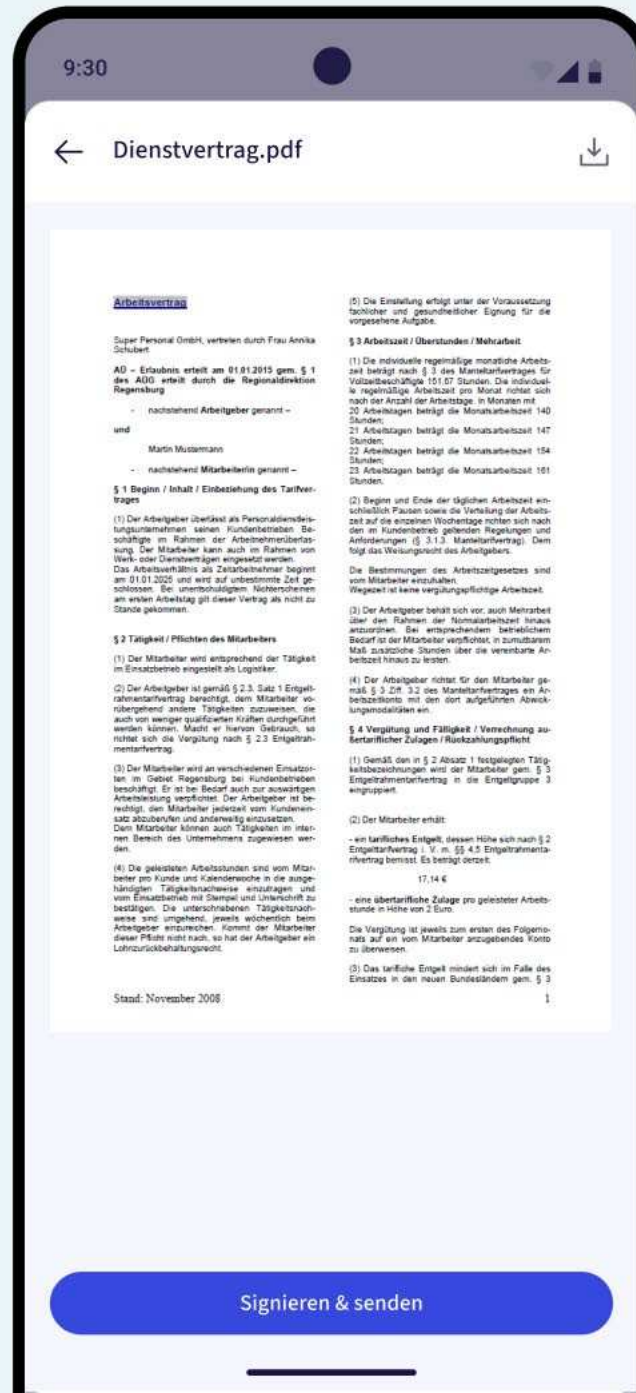 9:30
Dienstvertrag.pdf
Arbeitsvertrag
Super Personal GmbH, vertreten durch Frau Annika
Schubert
AÜ – Erlaubnis erteilt am 01.01.2015 gem. § 1
des AÜG erteilt durch die Regionaldirektion
Regensburg
- nachstehend Arbeitgeber genannt –
und
Martin Mustermann
- nachstehend Mitarbeiter/in genannt –
§ 1 Beginn / Inhalt / Einbeziehung des Tarifver-
trages
(1) Der Arbeitgeber überlässt als Personaldienstleis-
tungsunternehmen seinen Kundenbetrieben Be-
schäftigte im Rahmen der Arbeitnehmerüberlas-
sung. Der Mitarbeiter kann auch im Rahmen von
Werk- oder Dienstverträgen eingesetzt werden.
Das Arbeitsverhältnis als Zeitarbeitnehmer beginnt
am 01.01.2025 und wird auf unbestimmte Zeit ge-
schlossen. Bei unentschuldigtem Nichterscheinen
am ersten Arbeitstag gilt dieser Vertrag als nicht zu
Stande gekommen.
§ 2 Tätigkeit / Pflichten des Mitarbeiters
(1) Der Mitarbeiter wird entsprechend der Tätigkeit
im Einsatzbetrieb eingestellt als Logistiker.
(2) Der Arbeitgeber ist gemäß § 2.3. Satz 1 Entgelt-
rahmentarifvertrag berechtigt, dem Mitarbeiter vo-
rübergehend andere Tätigkeiten zuzuweisen, die
auch von weniger qualifizierten Kräften durchgeführt
werden können. Macht er hiervon Gebrauch, so
richtet sich die Vergütung nach § 2.3 Entgeltrah-
mentarifvertrag.
(3) Der Mitarbeiter wird an verschiedenen Einsatzor-
ten im Gebiet Regensburg bei Kundenbetrieben
beschäftigt. Er ist bei Bedarf auch zur auswärtigen
Arbeitsleistung verpflichtet. Der Arbeitgeber ist be-
rechtigt, den Mitarbeiter jederzeit vom Kundenein-
satz abzuberufen und anderweitig einzusetzen.
Dem Mitarbeiter können auch Tätigkeiten im inter-
nen Bereich des Unternehmens zugewiesen wer-
den.
(4) Die geleisteten Arbeitsstunden sind vom Mitar-
beiter pro Kunde und Kalenderwoche in die ausge-
händigten Tätigkeitsnachweise einzutragen und
vom Einsatzbetrieb mit Stempel und Unterschrift zu
bestätigen. Die unterschriebenen Tätigkeitsnach-
weise sind umgehend, jeweils wöchentlich beim
Arbeitgeber einzureichen. Kommt der Mitarbeiter
dieser Pflicht nicht nach, so hat der Arbeitgeber ein
Lohnzurückbehaltungsrecht.
(5) Die Einstellung erfolgt unter der Voraussetzung
fachlicher und gesundheitlicher Eignung für die
vorgesehene Aufgabe.
§ 3 Arbeitszeit / Überstunden / Mehrarbeit
(1) Die individuelle regelmäßige monatliche Arbeits-
zeit beträgt nach § 3 des Manteltarifvertrages für
Vollzeitbeschäftigte 151,67 Stunden. Die individuel-
le regelmäßige Arbeitszeit pro Monat richtet sich
nach der Anzahl der Arbeitstage. In Monaten mit
20 Arbeitstagen beträgt die Monatsarbeitszeit 140
Stunden;
21 Arbeitstagen beträgt die Monatsarbeitszeit 147
Stunden;
22 Arbeitstagen beträgt die Monatsarbeitszeit 154
Stunden;
23 Arbeitstagen beträgt die Monatsarbeitszeit 161
Stunden.
(2) Beginn und Ende der täglichen Arbeitszeit ein-
schließlich Pausen sowie die Verteilung der Arbeits-
zeit auf die einzelnen Wochentage richten sich nach
den im Kundenbetrieb geltenden Regelungen und
Anforderungen (§ 3.1.3. Manteltarifvertrag). Dem
folgt das Weisungsrecht des Arbeitgebers.
Die Bestimmungen des Arbeitszeitgesetzes sind
vom Mitarbeiter einzuhalten.
Wegezeit ist keine vergütungspflichtige Arbeitszeit.
(3) Der Arbeitgeber behält sich vor, auch Mehrarbeit
über den Rahmen der Normalarbeitszeit hinaus
anzuordnen. Bei entsprechendem betrieblichem
Bedarf ist der Mitarbeiter verpflichtet, in zumutbarem
Maß zusätzliche Stunden über die vereinbarte Ar-
beitszeit hinaus zu leisten.
(4) Der Arbeitgeber richtet für den Mitarbeiter ge-
mäß § 3 Ziff. 3.2 des Manteltarifvertrages ein Ar-
beitszeitkonto mit den dort aufgeführten Abwick-
lungsmodalitäten ein.
§ 4 Vergütung und Fälligkeit / Verrechnung au-
ßertariflicher Zulagen / Rückzahlungspflicht
(1) Gemäß den in § 2 Absatz 1 festgelegten Tätig-
keitsbezeichnungen wird der Mitarbeiter gem. § 3
Entgeltrahmentarifvertrag in die Entgeltgruppe 3
eingruppiert.
(2) Der Mitarbeiter erhält:
- ein tarifliches Entgelt, dessen Höhe sich nach § 2
Entgelttarifvertrag i. V. m. §§ 4,5 Entgeltrahmenta-
rifvertrag bemisst. Es beträgt derzeit:
17,14 €
- eine übertarifliche Zulage pro geleisteter Arbeits-
stunde in Höhe von 2 Euro.
Die Vergütung ist jeweils zum ersten des Folgemo-
nats auf ein vom Mitarbeiter anzugebendes Konto
zu überweisen.
(3) Das tarifliche Entgelt mindert sich im Falle des
Einsatzes in den neuen Bundesländern gem. § 3
Stand: November 2008
1
Signieren & senden